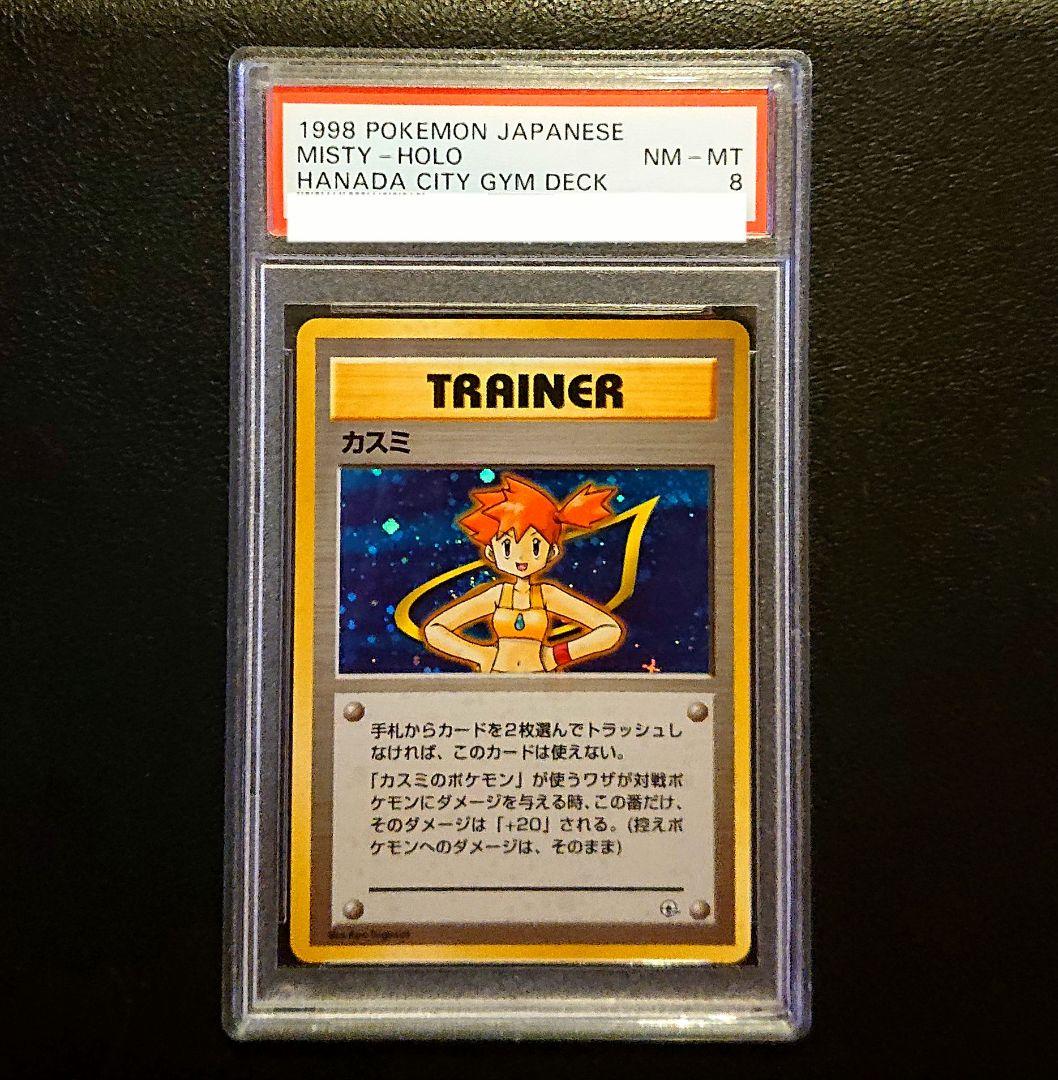 1998 POKEMON JAPANESE
MISTY-HOLO NM-MT
HANADA CITY GYM DECK 8
TRAINER
カスミ
手札からカードを2枚選んでトラッシュし
なければ、このカードは使えない。
「カスミのポケモン」が使うワザが対戦ポ
ケモンにダメージを与える時、この番だけ、
そのダメージは「+20」される。(控えポ
ケモンへのダメージは、そのまま)